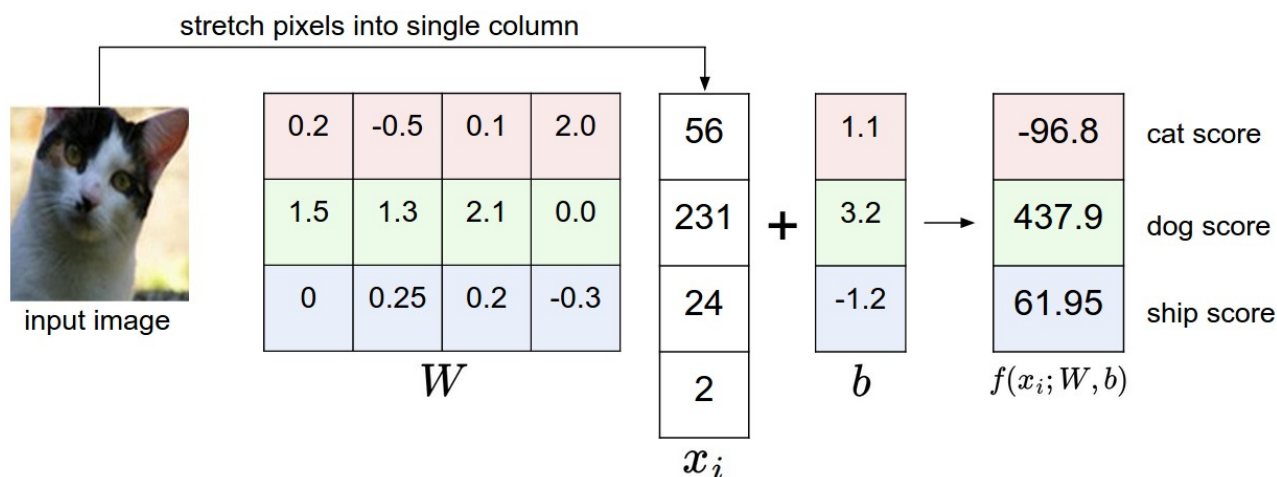 stretch pixels into single column
0.2 -0.5 0.1 2.0 56 1.1 -96.8 cat score
1.5 1.3 2.1 0.0 231 + 3.2 437.9 dog score
0 0.25 0.2 -0.3 24 -1.2 61.95 ship score
input image
W 2 b f(x_i; W, b)
x_i